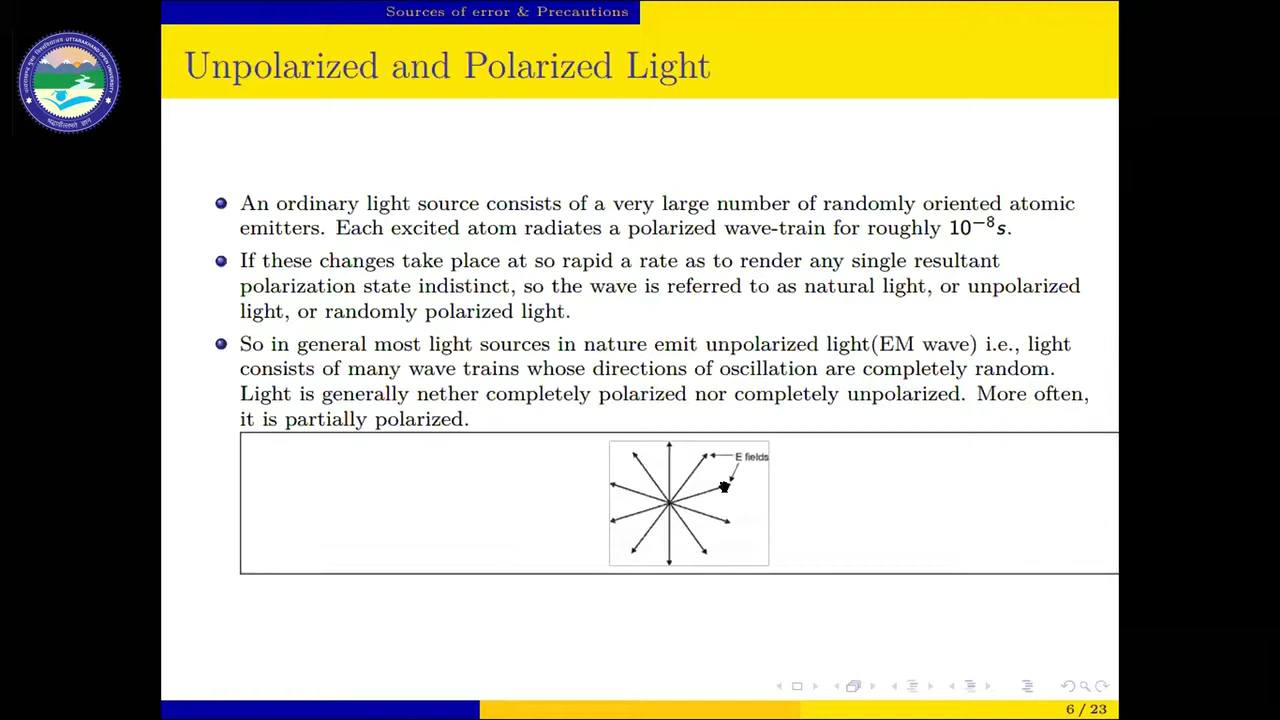 Sources of error & Precautions
Unpolarized and Polarized Light
An ordinary light source consists of a very large number of randomly oriented atomic
emitters. Each excited atom radiates a polarized wave-train for roughly 10⁻⁸s.
If these changes take place at so rapid a rate as to render any single resultant
polarization state indistinct, so the wave is referred to as natural light, or unpolarized
light, or randomly polarized light.
So in general most light sources in nature emit unpolarized light(EM wave) i.e., light
consists of many wave trains whose directions of oscillation are completely random.
Light is generally nether completely polarized nor completely unpolarized. More often,
it is partially polarized.
E fields
6 / 23